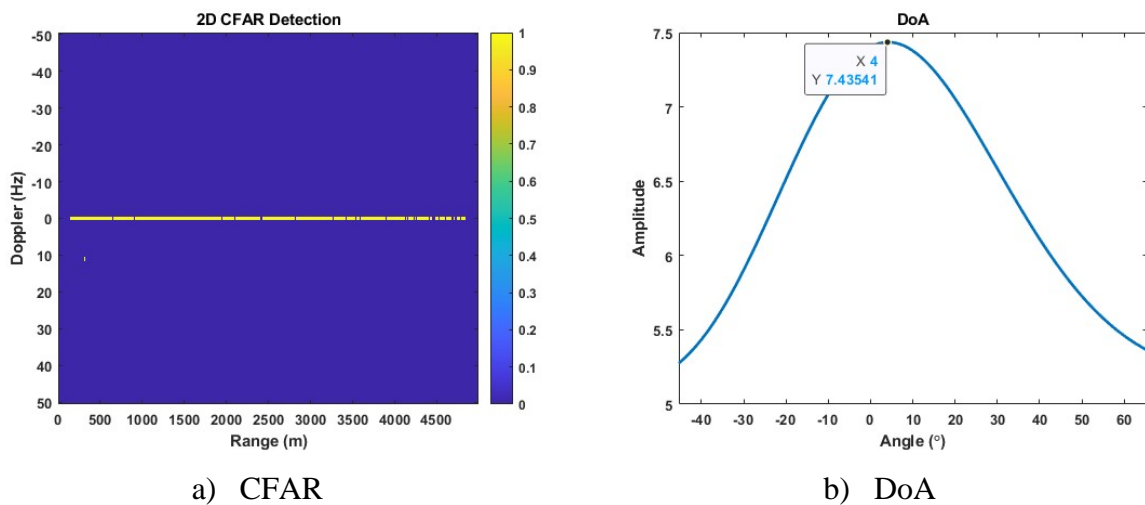 2D CFAR Detection
-50
-40
-30
-20
-10
0
10
20
30
40
50
Doppler (Hz)
0 500 1000 1500 2000 2500 3000 3500 4000 4500
Range (m)
1
0.9
0.8
0.7
0.6
0.5
0.4
0.3
0.2
0.1
0
a) CFAR
DoA
7.5
7
6.5
6
5.5
5
Amplitude
X 4
Y 7.43541
-40 -30 -20 -10 0 10 20 30 40 50 60
Angle (°)
b) DoA